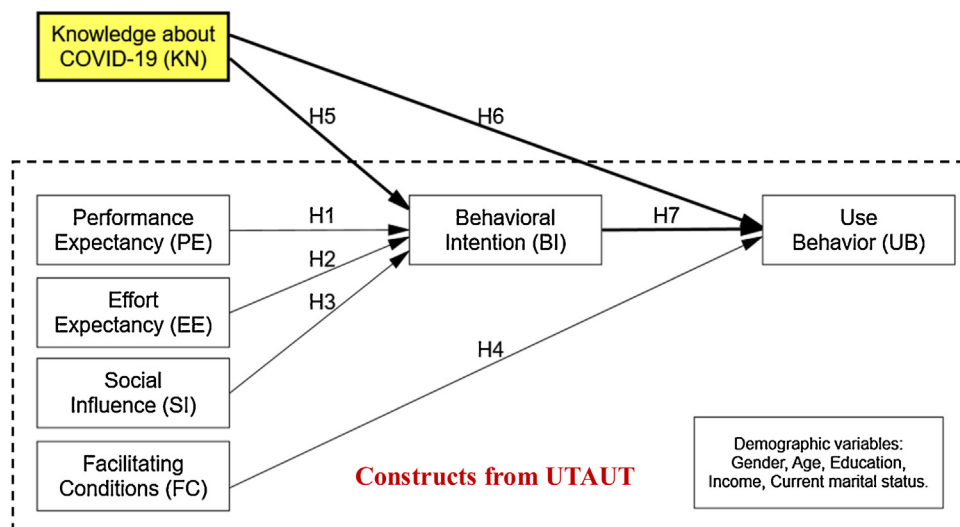 Knowledge about
COVID-19 (KN)
H5
H6
Performance
Expectancy (PE)
H1
Behavioral
Intention (BI)
H7
Use
Behavior (UB)
H2
Effort
Expectancy (EE)
H3
H4
Social
Influence (SI)
Facilitating
Conditions (FC)
Constructs from UTAUT
Demographic variables:
Gender, Age, Education,
Income, Current marital status.